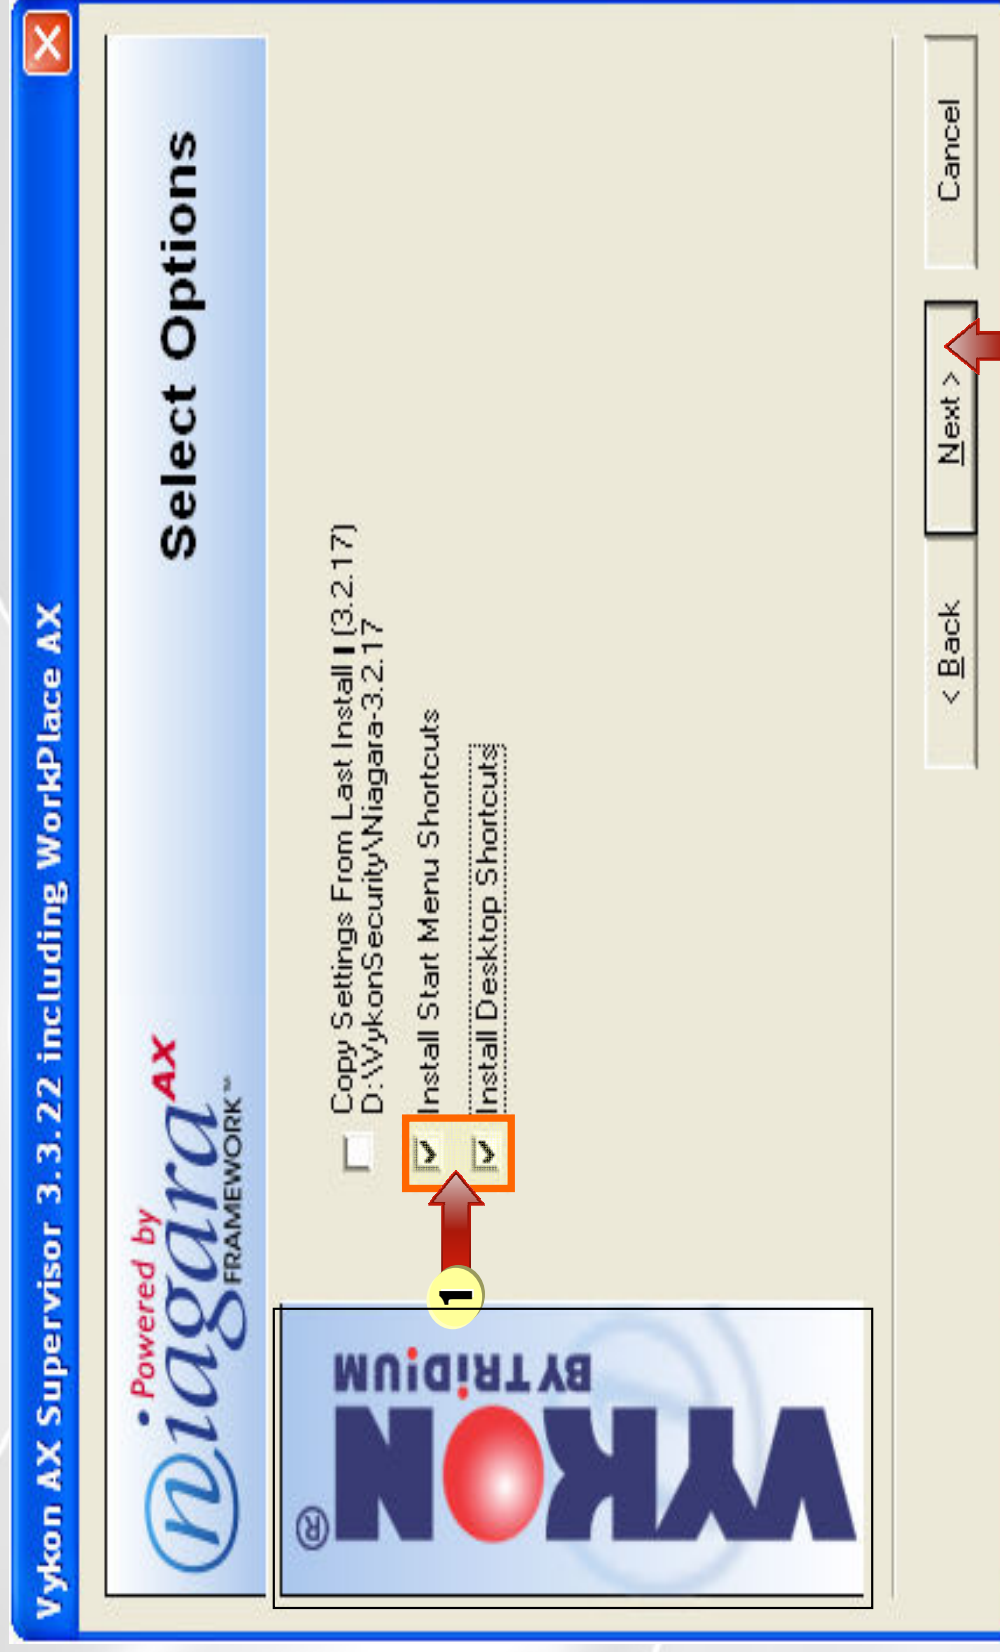 Vykon AX Supervisor 3.3.22 including WorkPlace AX
Powered by
niagara AX
FRAMEWORK™
Select Options
Copy Settings From Last Install (3.2.17)
D:\VykonSecurity\Niagara-3.2.17
Install Start Menu Shortcuts
Install Desktop Shortcuts
1
VYKON®
BY TRiDiUM
< Back
Next >
Cancel